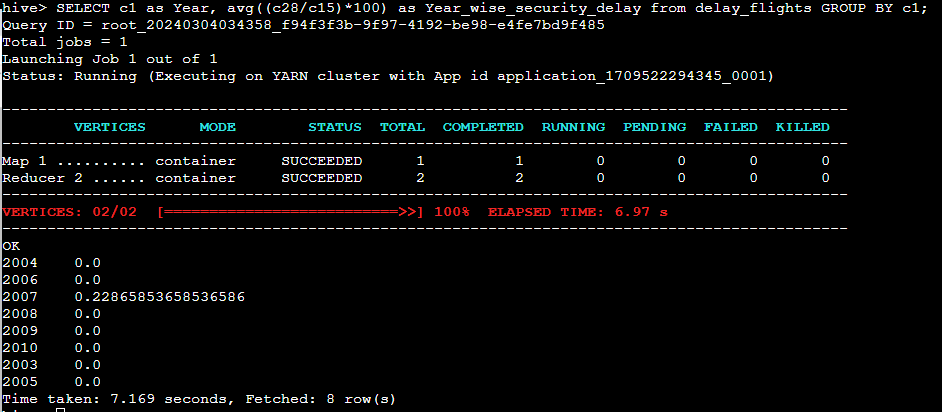 hive> SELECT c1 as Year, avg((c28/c15)*100) as Year_wise_security_delay from delay_flights GROUP BY c1;
Query ID = root_20240304034358_f94f3f3b-9f97-4192-be98-e4fe7bd9f485
Total jobs = 1
Launching Job 1 out of 1
Status: Running (Executing on YARN cluster with App id application_1709522294345_0001)
----------------------------------------------------------------------------------------------
VERTICES MODE STATUS TOTAL COMPLETED RUNNING PENDING FAILED KILLED
----------------------------------------------------------------------------------------------
Map 1 .......... container SUCCEEDED 1 1 0 0 0 0
Reducer 2 ...... container SUCCEEDED 2 2 0 0 0 0
----------------------------------------------------------------------------------------------
VERTICES: 02/02 [==========================>>] 100% ELAPSED TIME: 6.97 s
----------------------------------------------------------------------------------------------
OK
2004 0.0
2006 0.0
2007 0.22865853658536586
2008 0.0
2009 0.0
2010 0.0
2003 0.0
2005 0.0
Time taken: 7.169 seconds, Fetched: 8 row(s)